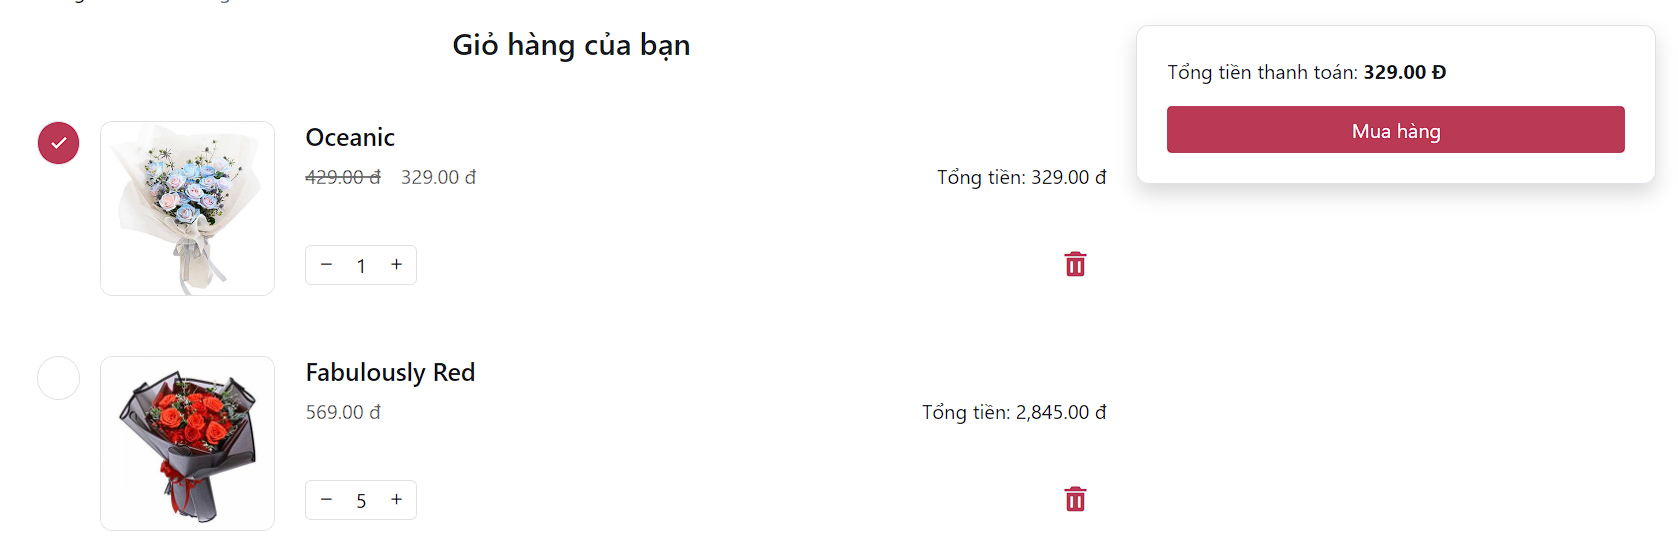 Giỏ hàng của bạn
Oceanic
429.00 đ 329.00 đ
Tổng tiền: 329.00 đ
− 1 +
Fabulously Red
569.00 đ
Tổng tiền: 2,845.00 đ
− 5 +
Tổng tiền thanh toán: 329.00 Đ
Mua hàng